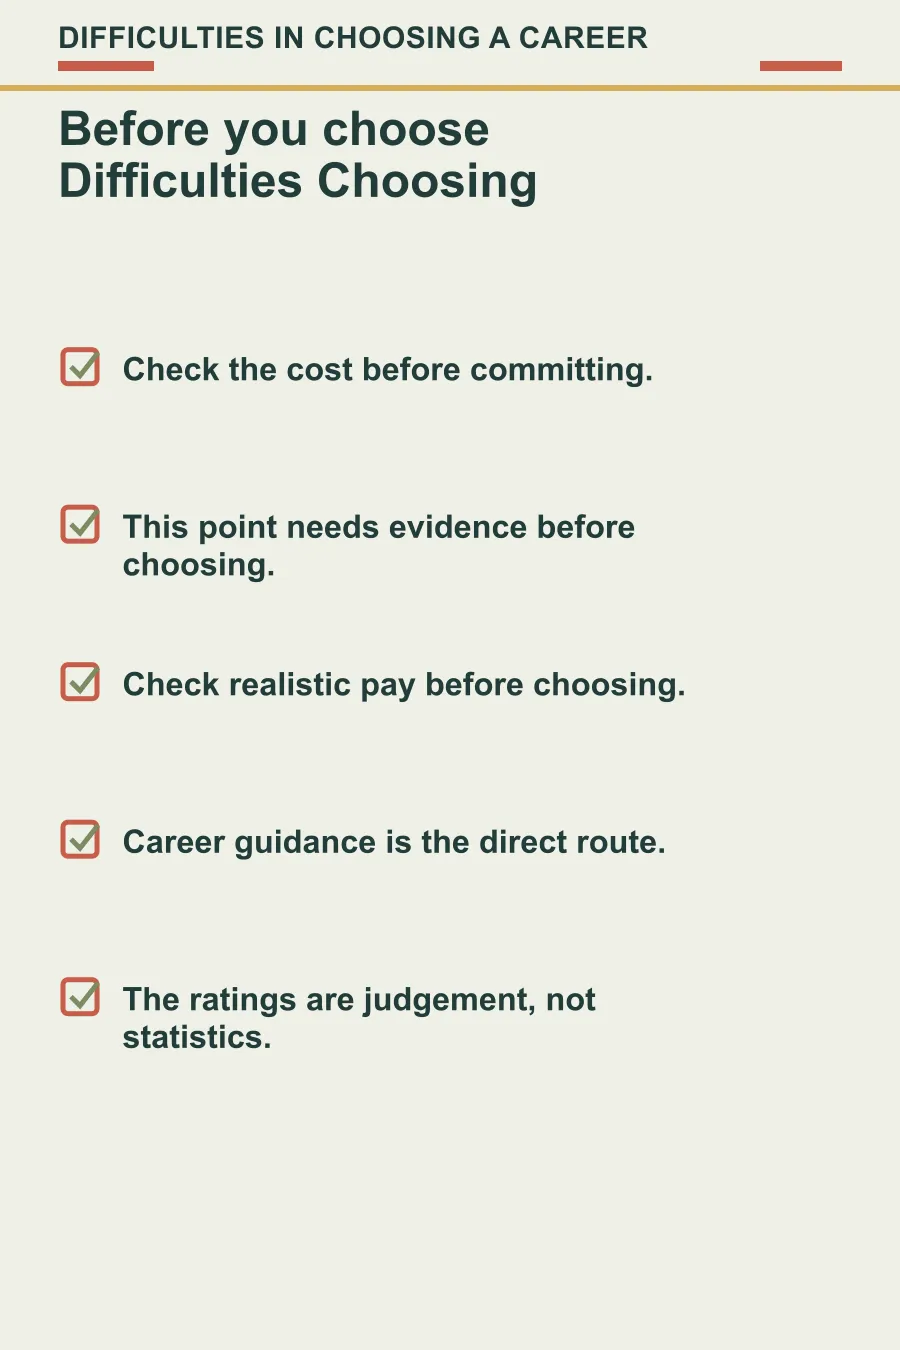 DIFFICULTIES IN CHOOSING A CAREER
Before you choose
Difficulties Choosing
Check the cost before committing.
This point needs evidence before
choosing.
Check realistic pay before choosing.
Career guidance is the direct route.
The ratings are judgement, not
statistics.